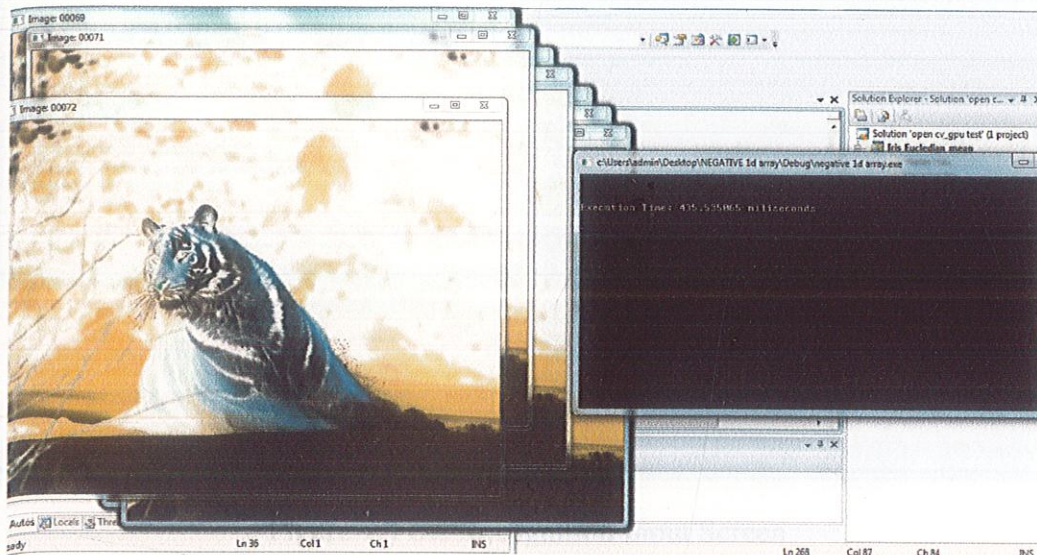 Image: 00069
Image: 00071
Image: 00072
Solution Explorer - Solution 'open c...
Solution 'open cv_gpu test' (1 project)
Iris Eucledian mean
c:\Users\admin\Desktop\NEGATIVE 1d array\Debug\negative 1d array.exe
Execution Time: 435.535065 miliseconds
Autos Locals Thre
eady Ln 36 Col 1 Ch 1 INS
Ln 268 Col 87 Ch 84 INS